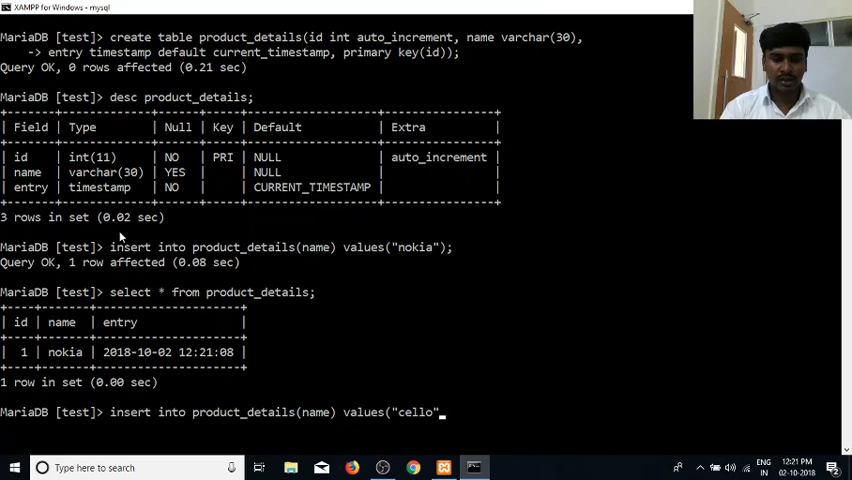 XAMPP for Windows - mysql
MariaDB [test]> create table product_details(id int auto_increment, name varchar(30),
    -> entry timestamp default current_timestamp, primary key(id));
Query OK, 0 rows affected (0.21 sec)
MariaDB [test]> desc product_details;
+-------+-------------+------+-----+-------------------+----------------+
| Field | Type        | Null | Key | Default           | Extra          |
+-------+-------------+------+-----+-------------------+----------------+
| id    | int(11)     | NO   | PRI | NULL              | auto_increment |
| name  | varchar(30) | YES  |     | NULL              |                |
| entry | timestamp   | NO   |     | CURRENT_TIMESTAMP |                |
+-------+-------------+------+-----+-------------------+----------------+
3 rows in set (0.02 sec)
MariaDB [test]> insert into product_details(name) values("nokia");
Query OK, 1 row affected (0.08 sec)
MariaDB [test]> select * from product_details;
+----+-------+---------------------+
| id | name  | entry               |
+----+-------+---------------------+
|  1 | nokia | 2018-10-02 12:21:08 |
+----+-------+---------------------+
1 row in set (0.00 sec)
MariaDB [test]> insert into product_details(name) values("cello"
Type here to search
ENG
IN
12:21 PM
02-10-2018
2